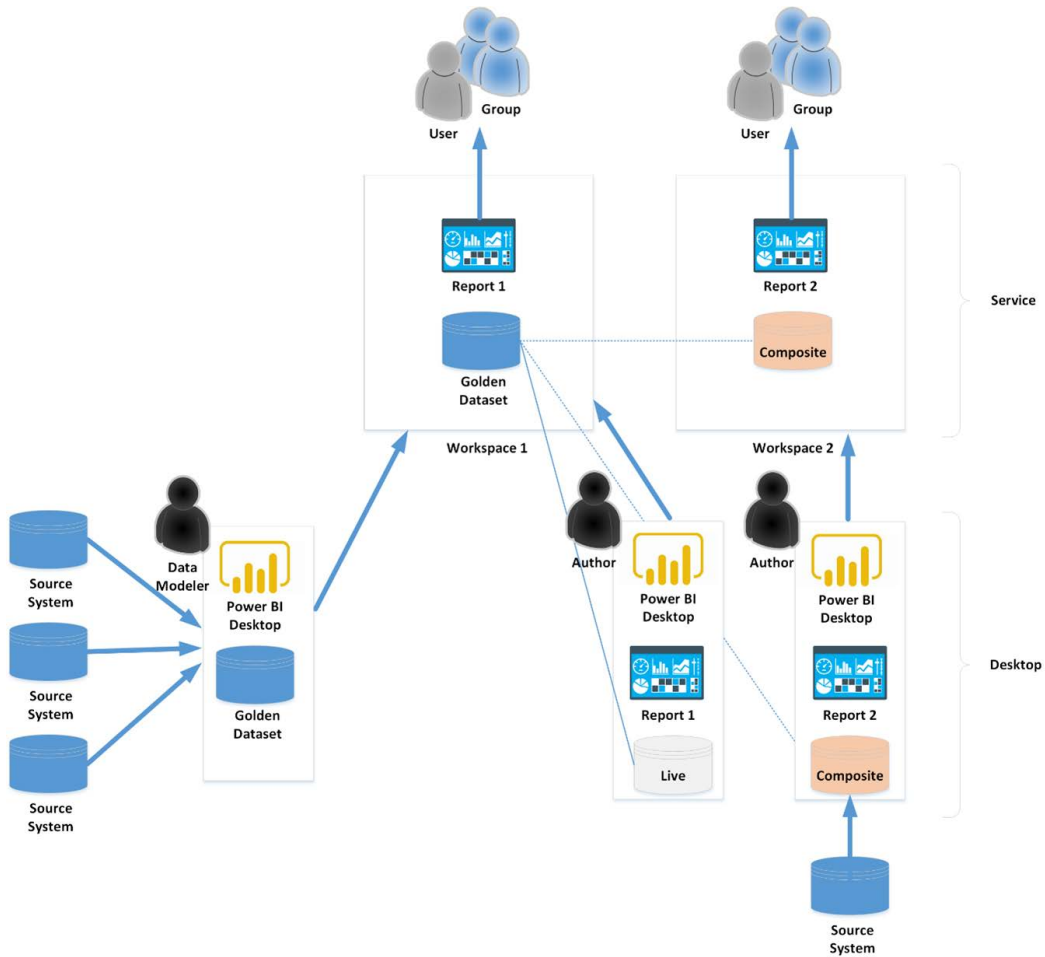 Group
User
Group
User
Report 1
Report 2
Service
Composite
Golden
Dataset
Workspace 1
Workspace 2
Data
Modeler
Author
Author
Source
System
Power BI
Desktop
Power BI
Desktop
Power BI
Desktop
Desktop
Source
System
Golden
Dataset
Report 1
Report 2
Live
Composite
Source
System
Source
System